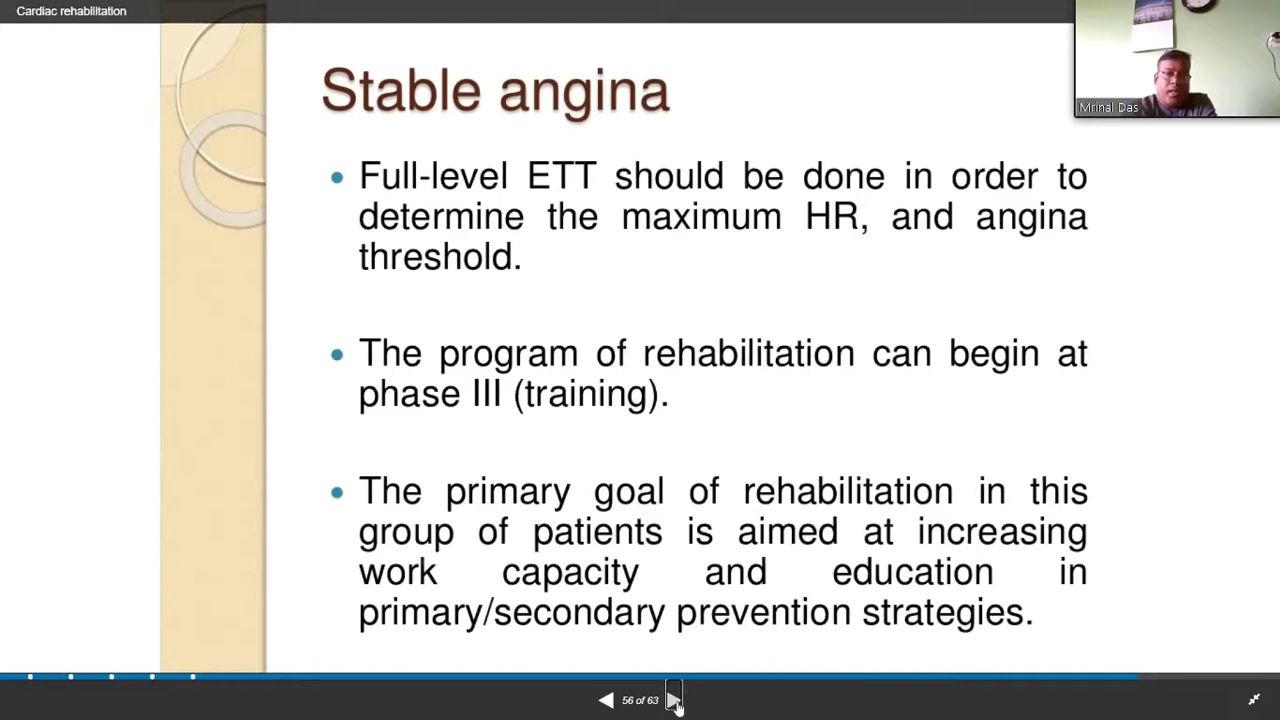 Cardiac rehabilitation
Mrinal Das
Stable angina
• Full-level ETT should be done in order to
determine the maximum HR, and angina
threshold.
• The program of rehabilitation can begin at
phase III (training).
• The primary goal of rehabilitation in this
group of patients is aimed at increasing
work capacity and education in
primary/secondary prevention strategies.
56 of 63